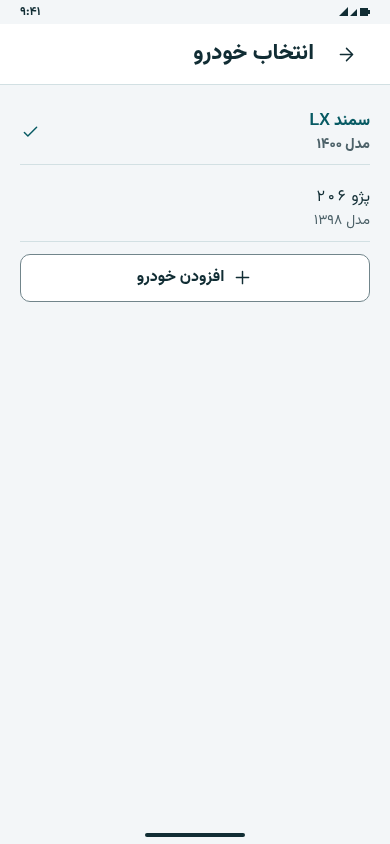 ۹:۴۱
انتخاب خودرو
سمند LX
مدل ۱۴۰۰
پژو ۲۰۶
مدل ۱۳۹۸
افزودن خودرو